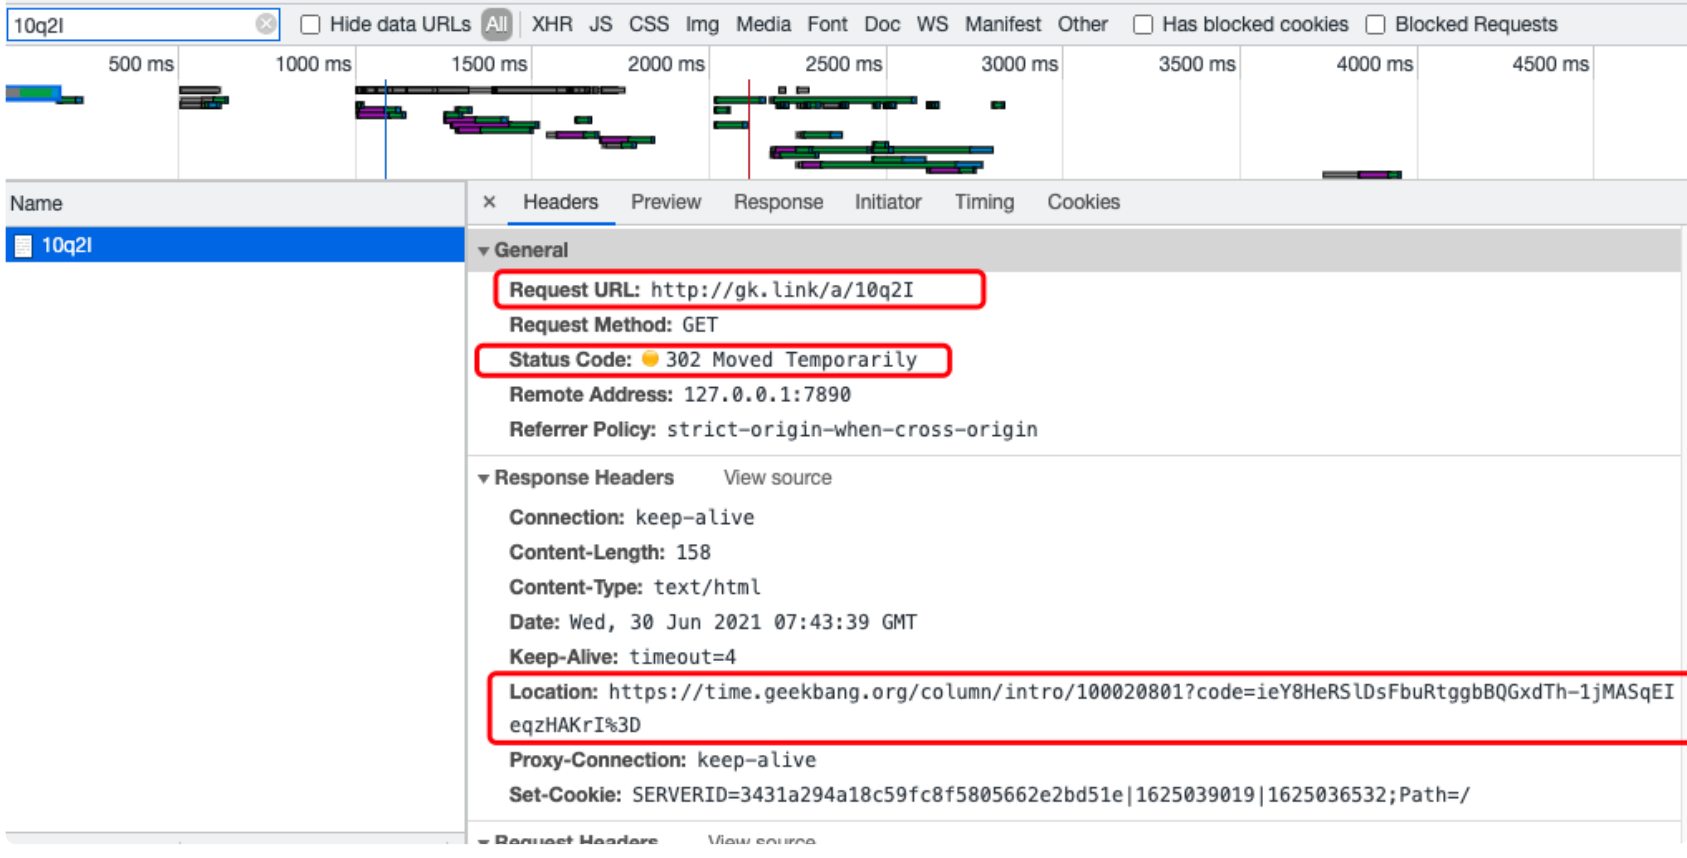 10q2I
Hide data URLs All XHR JS CSS Img Media Font Doc WS Manifest Other Has blocked cookies Blocked Requests
500 ms 1000 ms 1500 ms 2000 ms 2500 ms 3000 ms 3500 ms 4000 ms 4500 ms
Name
× Headers Preview Response Initiator Timing Cookies
10q2I
General
Request URL: http://gk.link/a/10q2I
Request Method: GET
Status Code: 302 Moved Temporarily
Remote Address: 127.0.0.1:7890
Referrer Policy: strict-origin-when-cross-origin
Response Headers View source
Connection: keep-alive
Content-Length: 158
Content-Type: text/html
Date: Wed, 30 Jun 2021 07:43:39 GMT
Keep-Alive: timeout=4
Location: https://time.geekbang.org/column/intro/100020801?code=ieY8HeRSlDsFbuRtggbBQGxdTh-1jMASqEI
eqzHAKrI%3D
Proxy-Connection: keep-alive
Set-Cookie: SERVERID=3431a294a18c59fc8f5805662e2bd51e|1625039019|1625036532;Path=/
Request Headers View source